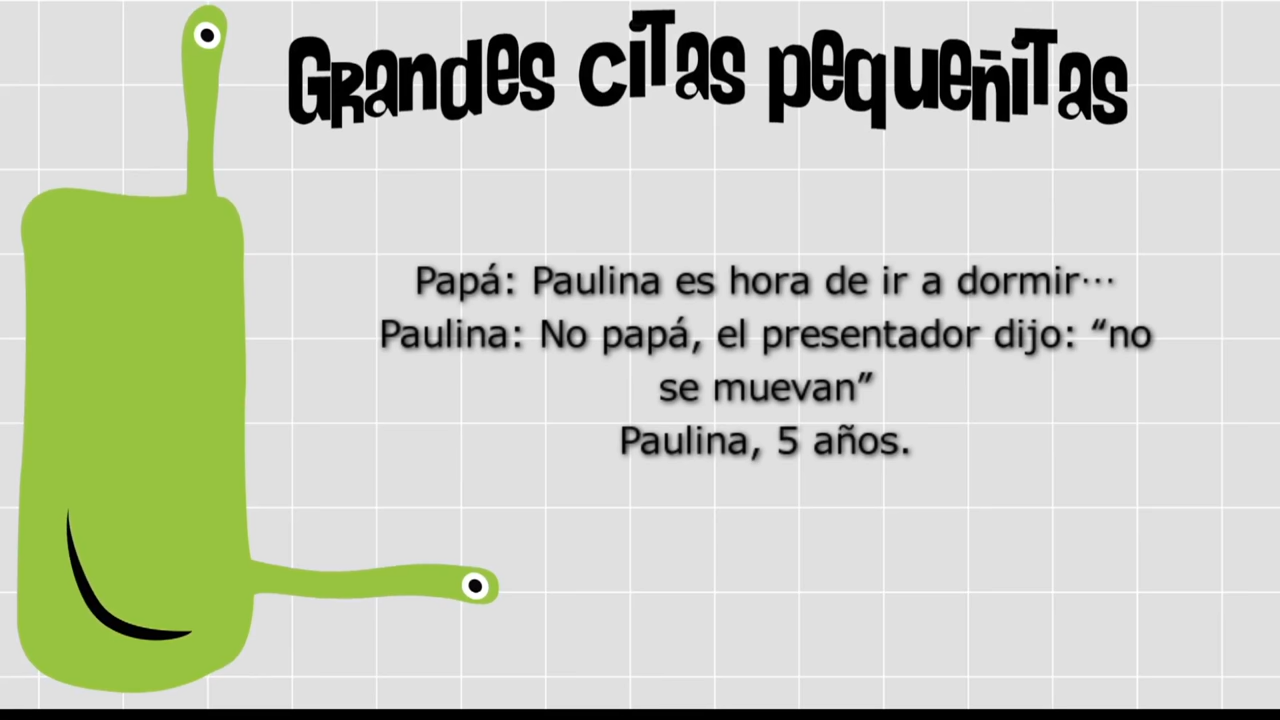 Grandes citas pequeñitas
Papá: Paulina es hora de ir a dormir···
Paulina: No papá, el presentador dijo: “no
se muevan”
Paulina, 5 años.